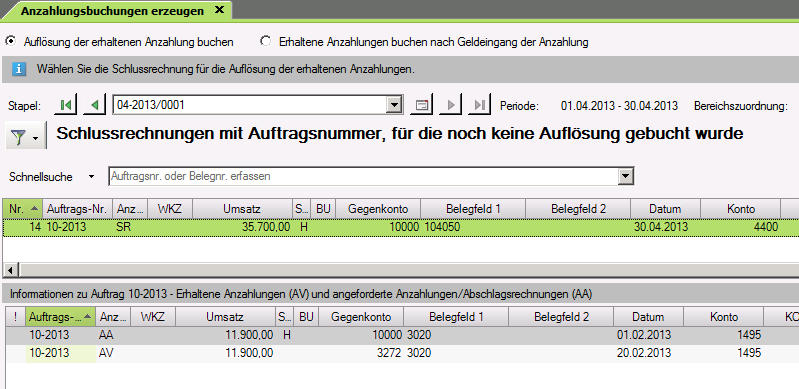 Anzahlungsbuchungen erzeugen ✕
Auflösung der erhaltenen Anzahlung buchen Erhaltene Anzahlungen buchen nach Geldeingang der Anzahlung
Wählen Sie die Schlussrechnung für die Auflösung der erhaltenen Anzahlungen.
Stapel: 04-2013/0001 Periode: 01.04.2013 - 30.04.2013 Bereichszuordnung:
Schlussrechnungen mit Auftragsnummer, für die noch keine Auflösung gebucht wurde
Schnellsuche Auftragsnr. oder Belegnr. erfassen
Nr. Auftrags-Nr. Anz... WKZ Umsatz S... BU Gegenkonto Belegfeld 1 Belegfeld 2 Datum Konto
14 10-2013 SR 35.700,00 H 10000 104050 30.04.2013 4400
Informationen zu Auftrag 10-2013 - Erhaltene Anzahlungen (AV) und angeforderte Anzahlungen/Abschlagsrechnungen (AA)
! Auftrags-... Anz... WKZ Umsatz S... BU Gegenkonto Belegfeld 1 Belegfeld 2 Datum Konto KO
10-2013 AA 11.900,00 H 10000 3020 01.02.2013 1495
10-2013 AV 11.900,00 3272 3020 20.02.2013 1495